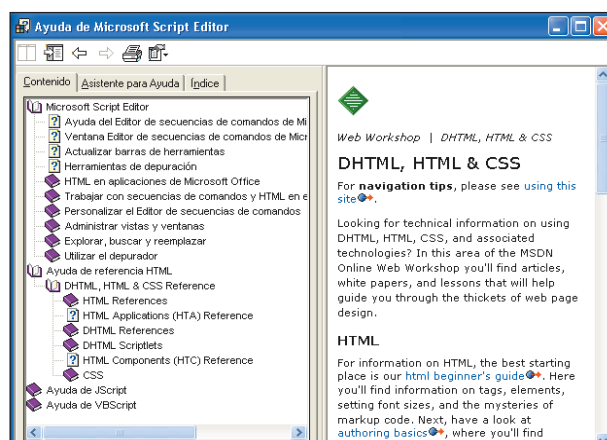 Ayuda de Microsoft Script Editor
Contenido
Asistente para Ayuda
Índice
Microsoft Script Editor
Ayuda del Editor de secuencias de comandos de Mi
Ventana Editor de secuencias de comandos de Micr
Actualizar barras de herramientas
Herramientas de depuración
HTML en aplicaciones de Microsoft Office
Trabajar con secuencias de comandos y HTML en e
Personalizar el Editor de secuencias de comandos
Administrar vistas y ventanas
Explorar, buscar y reemplazar
Utilizar el depurador
Ayuda de referencia HTML
DHTML, HTML & CSS Reference
HTML References
HTML Applications (HTA) Reference
DHTML References
DHTML Scriptlets
HTML Components (HTC) Reference
CSS
Ayuda de JScript
Ayuda de VBScript
Web Workshop | DHTML, HTML & CSS
DHTML, HTML & CSS
For navigation tips, please see using this
site.
Looking for technical information on using
DHTML, HTML, CSS, and associated
technologies? In this area of the MSDN
Online Web Workshop you'll find articles,
white papers, and lessons that will help
guide you through the thickets of web page
design.
HTML
For information on HTML, the best starting
place is our html beginner's guide. Here
you'll find information on tags, elements,
setting font sizes, and the mysteries of
markup code. Next, have a look at
authoring basics, where you'll find